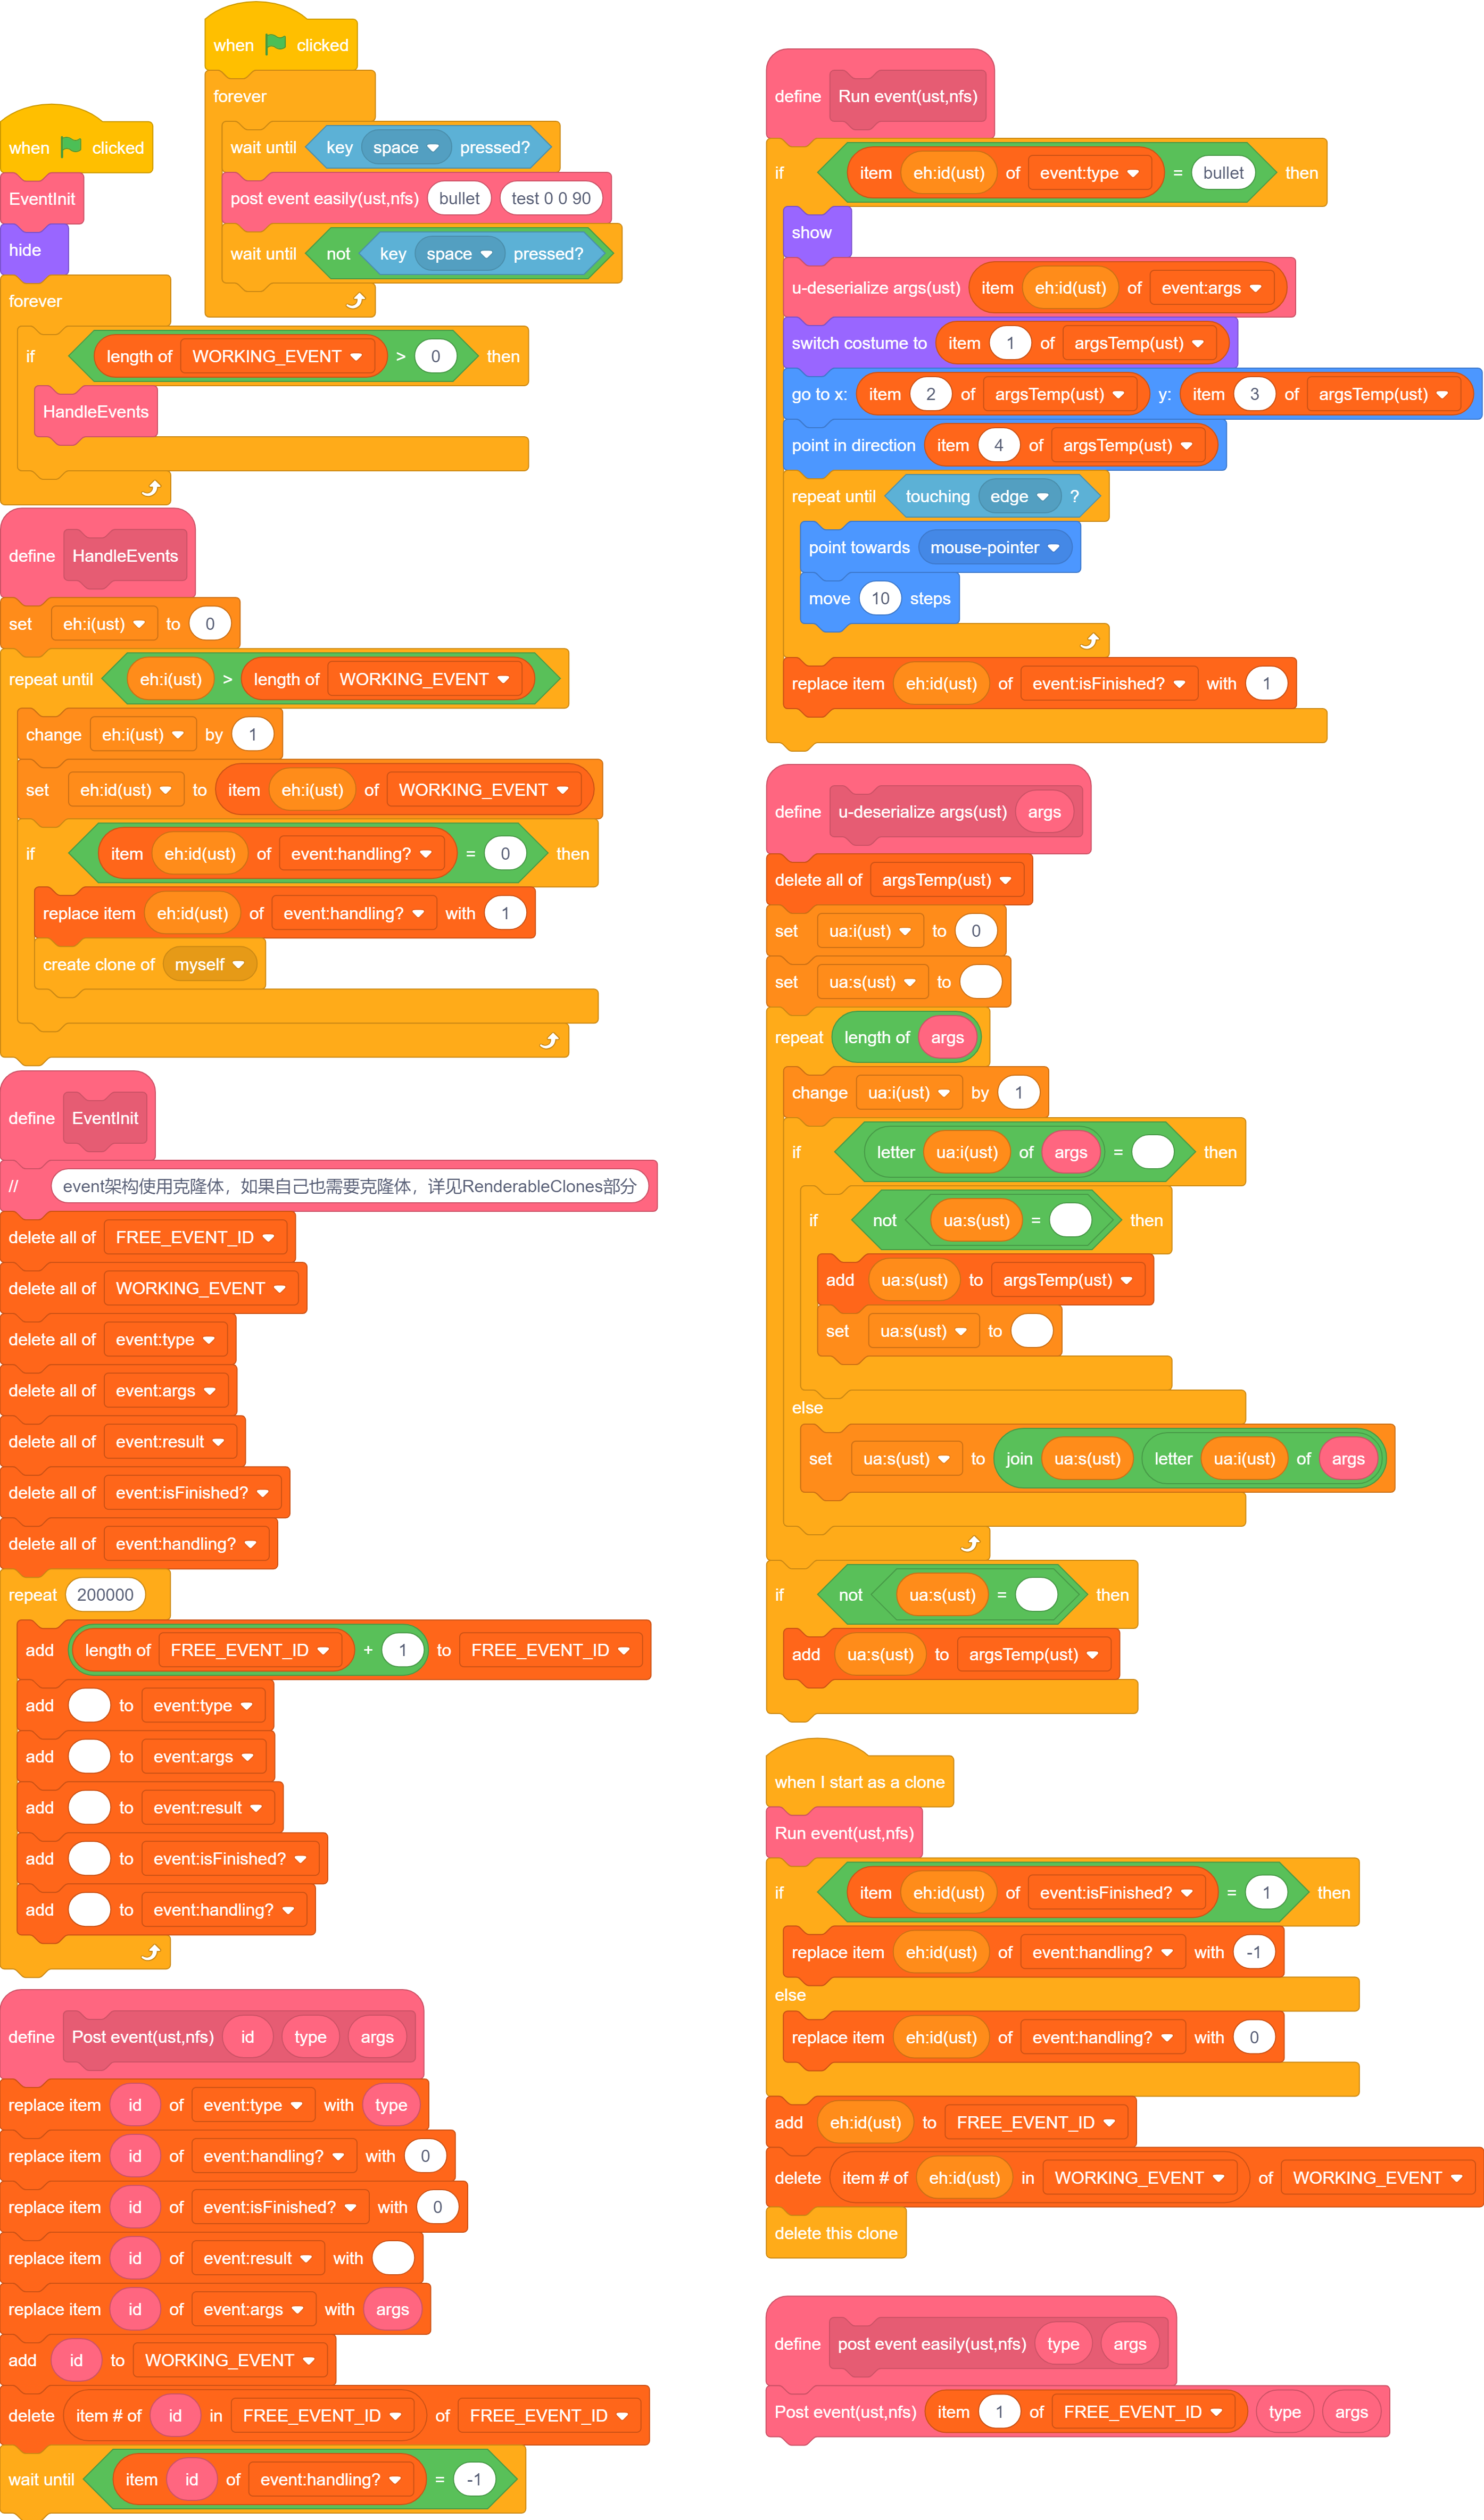 when clicked
EventInit
hide
forever
if length of WORKING_EVENT > 0 then
HandleEvents
when clicked
forever
wait until key space pressed?
post event easily(ust,nfs) bullet test 0 0 90
wait until not key space pressed?
define HandleEvents
set eh:i(ust) to 0
repeat until eh:i(ust) > length of WORKING_EVENT
change eh:i(ust) by 1
set eh:id(ust) to item eh:i(ust) of WORKING_EVENT
if item eh:id(ust) of event:handling? = 0 then
replace item eh:id(ust) of event:handling? with 1
create clone of myself
define EventInit
// event架构使用克隆体，如果自己也需要克隆体，详见RenderableClones部分
delete all of FREE_EVENT_ID
delete all of WORKING_EVENT
delete all of event:type
delete all of event:args
delete all of event:result
delete all of event:isFinished?
delete all of event:handling?
repeat 200000
add length of FREE_EVENT_ID + 1 to FREE_EVENT_ID
add to event:type
add to event:args
add to event:result
add to event:isFinished?
add to event:handling?
define Post event(ust,nfs) id type args
replace item id of event:type with type
replace item id of event:handling? with 0
replace item id of event:isFinished? with 0
replace item id of event:result with
replace item id of event:args with args
add id to WORKING_EVENT
delete item # of id in FREE_EVENT_ID of FREE_EVENT_ID
wait until item id of event:handling? = -1
define Run event(ust,nfs)
if item eh:id(ust) of event:type = bullet then
show
u-deserialize args(ust) item eh:id(ust) of event:args
switch costume to item 1 of argsTemp(ust)
go to x: item 2 of argsTemp(ust) y: item 3 of argsTemp(ust)
point in direction item 4 of argsTemp(ust)
repeat until touching edge ?
point towards mouse-pointer
move 10 steps
replace item eh:id(ust) of event:isFinished? with 1
define u-deserialize args(ust) args
delete all of argsTemp(ust)
set ua:i(ust) to 0
set ua:s(ust) to
repeat length of args
change ua:i(ust) by 1
if letter ua:i(ust) of args = then
if not ua:s(ust) = then
add ua:s(ust) to argsTemp(ust)
set ua:s(ust) to
else
set ua:s(ust) to join ua:s(ust) letter ua:i(ust) of args
if not ua:s(ust) = then
add ua:s(ust) to argsTemp(ust)
when I start as a clone
Run event(ust,nfs)
if item eh:id(ust) of event:isFinished? = 1 then
replace item eh:id(ust) of event:handling? with -1
else
replace item eh:id(ust) of event:handling? with 0
add eh:id(ust) to FREE_EVENT_ID
delete item # of eh:id(ust) in WORKING_EVENT of WORKING_EVENT
delete this clone
define post event easily(ust,nfs) type args
Post event(ust,nfs) item 1 of FREE_EVENT_ID type args